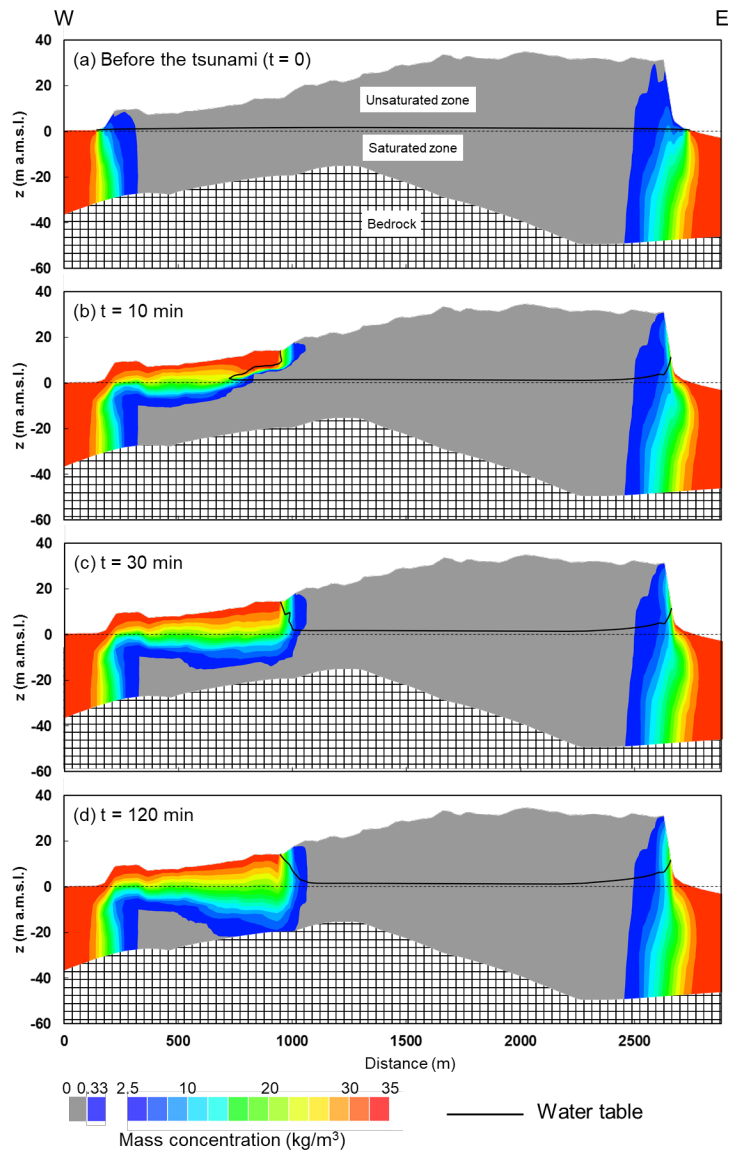 W E
40
(a) Before the tsunami (t = 0)
20
Unsaturated zone
0
Saturated zone
-20
-40
Bedrock
-60
z (m a.m.s.l.)
40
(b) t = 10 min
20
0
-20
-40
-60
z (m a.m.s.l.)
40
(c) t = 30 min
20
0
-20
-40
-60
z (m a.m.s.l.)
40
(d) t = 120 min
20
0
-20
-40
-60
z (m a.m.s.l.)
0 500 1000 1500 2000 2500
Distance (m)
0 0.33 2.5 10 20 30 35
Water table
Mass concentration (kg/m³)